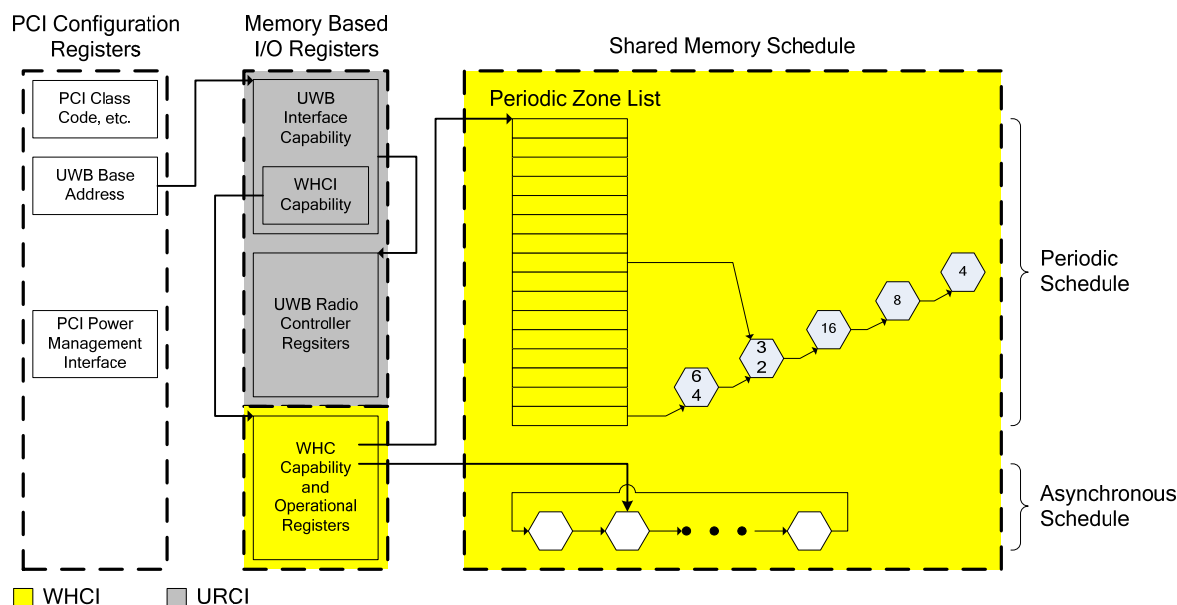 PCI Configuration
Registers
Memory Based
I/O Registers
Shared Memory Schedule
PCI Class
Code, etc.
UWB Base
Address
PCI Power
Management
Interface
UWB
Interface
Capability
WHCI
Capability
UWB Radio
Controller
Regsiters
WHC
Capability
and
Operational
Registers
Periodic Zone List
6
4
3
2
16
8
4
Periodic
Schedule
Asynchronous
Schedule
WHCI
URCI